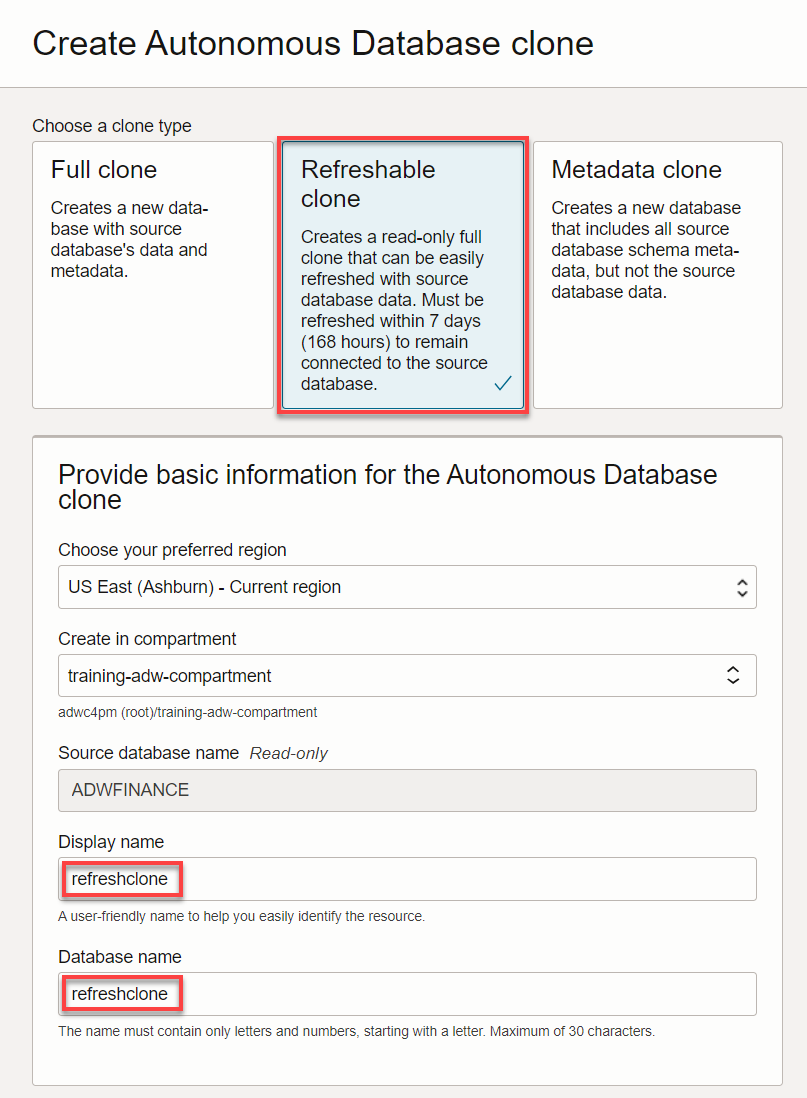 Create Autonomous Database clone
Choose a clone type
Full clone
Creates a new data-
base with source
database's data and
metadata.
Refreshable
clone
Creates a read-only full
clone that can be easily
refreshed with source
database data. Must be
refreshed within 7 days
(168 hours) to remain
connected to the source
database.
Metadata clone
Creates a new database
that includes all source
database schema meta-
data, but not the source
database data.
Provide basic information for the Autonomous Database
clone
Choose your preferred region
US East (Ashburn) - Current region
Create in compartment
training-adw-compartment
adwc4pm (root)/training-adw-compartment
Source database name Read-only
ADWFINANCE
Display name
refreshclone
A user-friendly name to help you easily identify the resource.
Database name
refreshclone
The name must contain only letters and numbers, starting with a letter. Maximum of 30 characters.